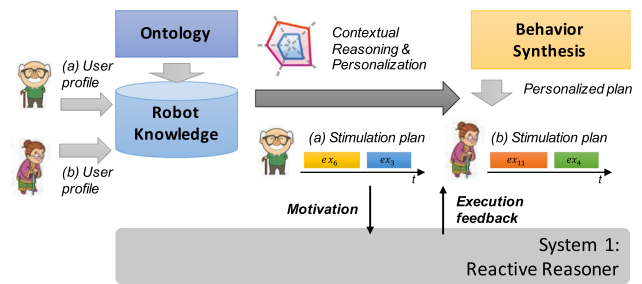 Ontology
Contextual
Reasoning &
Personalization
Behavior
Synthesis
(a) User
profile
Robot
Knowledge
Personalized plan
(b) User
profile
(a) Stimulation plan
ex6
ex3
t
(b) Stimulation plan
ex11
ex4
t
Motivation
Execution
feedback
System 1:
Reactive Reasoner